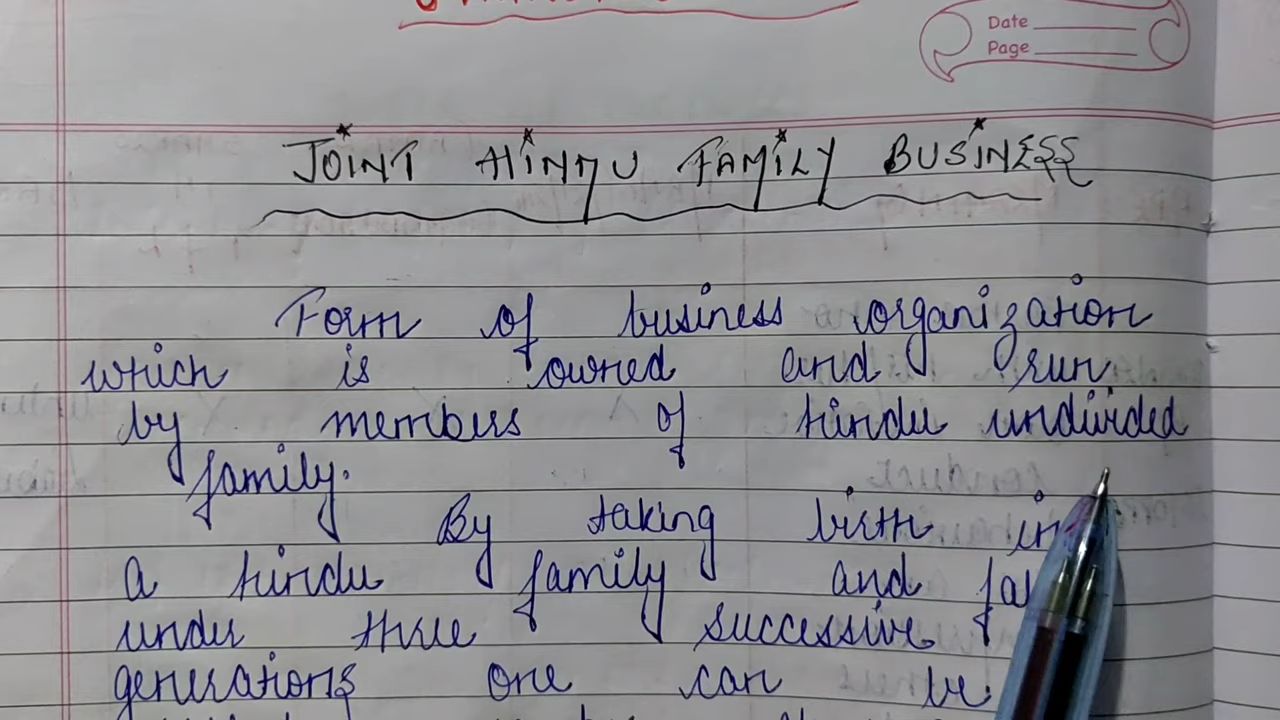 Date
Page
JOINT HINDU FAMILY BUSINESS
Form of business organization
which is owned and run
by members of hindu undivided
family.
By taking birth in
a hindu family and
under three successive
generations one can be